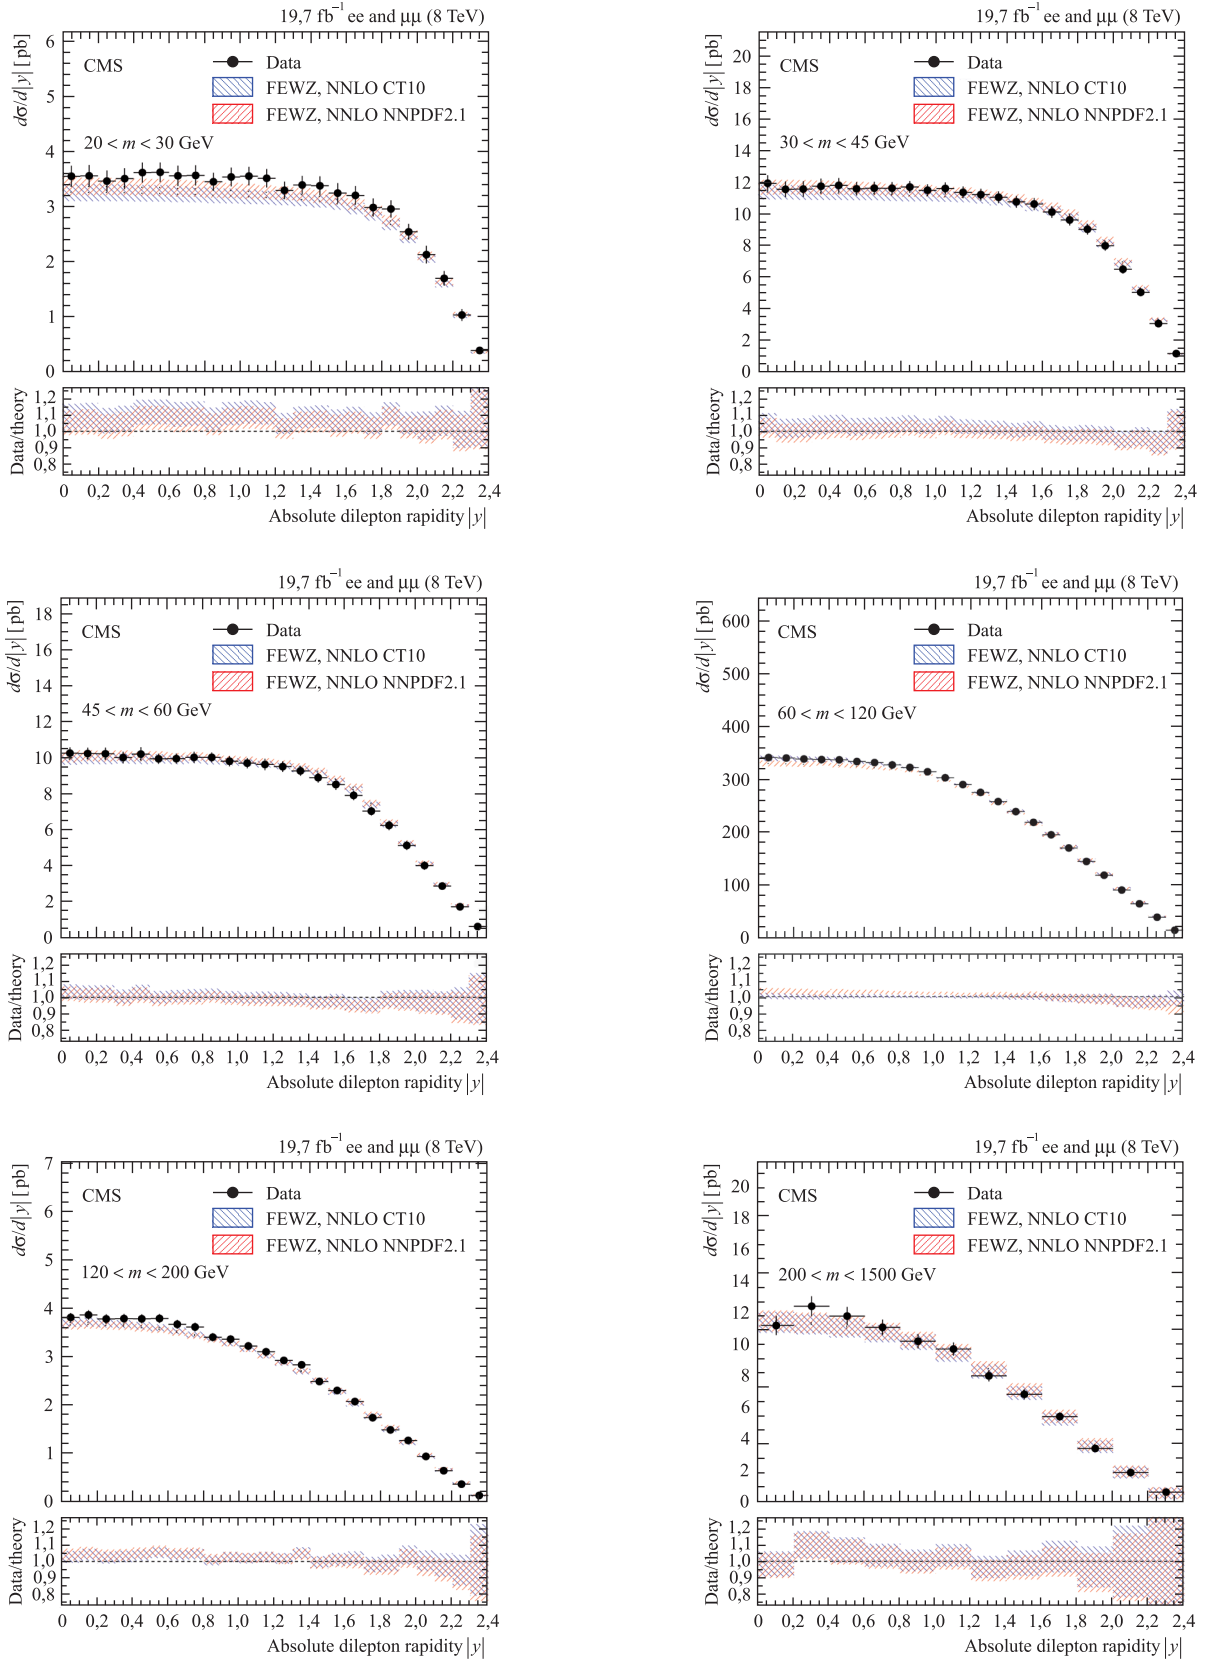 19,7 fb–1 ee and μμ (8 TeV)
dσ/d|y| [pb]
CMS
Data
FEWZ, NNLO CT10
FEWZ, NNLO NNPDF2.1
20 < m < 30 GeV
6
5
4
3
2
1
0
Data/theory
1,2
1,1
1,0
0,9
0,8
0 0,2 0,4 0,6 0,8 1,0 1,2 1,4 1,6 1,8 2,0 2,2 2,4
Absolute dilepton rapidity |y|
19,7 fb–1 ee and μμ (8 TeV)
dσ/d|y| [pb]
CMS
Data
FEWZ, NNLO CT10
FEWZ, NNLO NNPDF2.1
30 < m < 45 GeV
20
18
16
14
12
10
8
6
4
2
0
Data/theory
1,2
1,1
1,0
0,9
0,8
0 0,2 0,4 0,6 0,8 1,0 1,2 1,4 1,6 1,8 2,0 2,2 2,4
Absolute dilepton rapidity |y|
19,7 fb–1 ee and μμ (8 TeV)
dσ/d|y| [pb]
CMS
Data
FEWZ, NNLO CT10
FEWZ, NNLO NNPDF2.1
45 < m < 60 GeV
18
16
14
12
10
8
6
4
2
0
Data/theory
1,2
1,1
1,0
0,9
0,8
0 0,2 0,4 0,6 0,8 1,0 1,2 1,4 1,6 1,8 2,0 2,2 2,4
Absolute dilepton rapidity |y|
19,7 fb–1 ee and μμ (8 TeV)
dσ/d|y| [pb]
CMS
Data
FEWZ, NNLO CT10
FEWZ, NNLO NNPDF2.1
60 < m < 120 GeV
600
500
400
300
200
100
0
Data/theory
1,2
1,1
1,0
0,9
0,8
0 0,2 0,4 0,6 0,8 1,0 1,2 1,4 1,6 1,8 2,0 2,2 2,4
Absolute dilepton rapidity |y|
19,7 fb–1 ee and μμ (8 TeV)
dσ/d|y| [pb]
CMS
Data
FEWZ, NNLO CT10
FEWZ, NNLO NNPDF2.1
120 < m < 200 GeV
7
6
5
4
3
2
1
0
Data/theory
1,2
1,1
1,0
0,9
0,8
0 0,2 0,4 0,6 0,8 1,0 1,2 1,4 1,6 1,8 2,0 2,2 2,4
Absolute dilepton rapidity |y|
19,7 fb–1 ee and μμ (8 TeV)
dσ/d|y| [pb]
CMS
Data
FEWZ, NNLO CT10
FEWZ, NNLO NNPDF2.1
200 < m < 1500 GeV
20
18
16
14
12
10
8
6
4
2
0
Data/theory
1,2
1,1
1,0
0,9
0,8
0 0,2 0,4 0,6 0,8 1,0 1,2 1,4 1,6 1,8 2,0 2,2 2,4
Absolute dilepton rapidity |y|